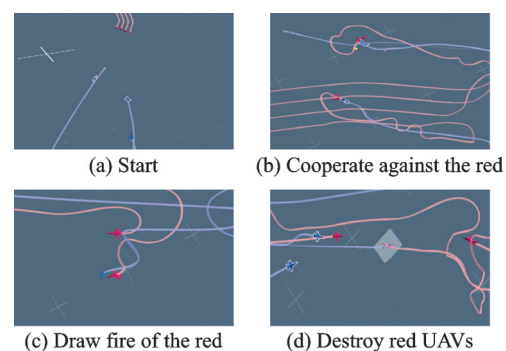 (a) Start
(b) Cooperate against the red
(c) Draw fire of the red
(d) Destroy red UAVs